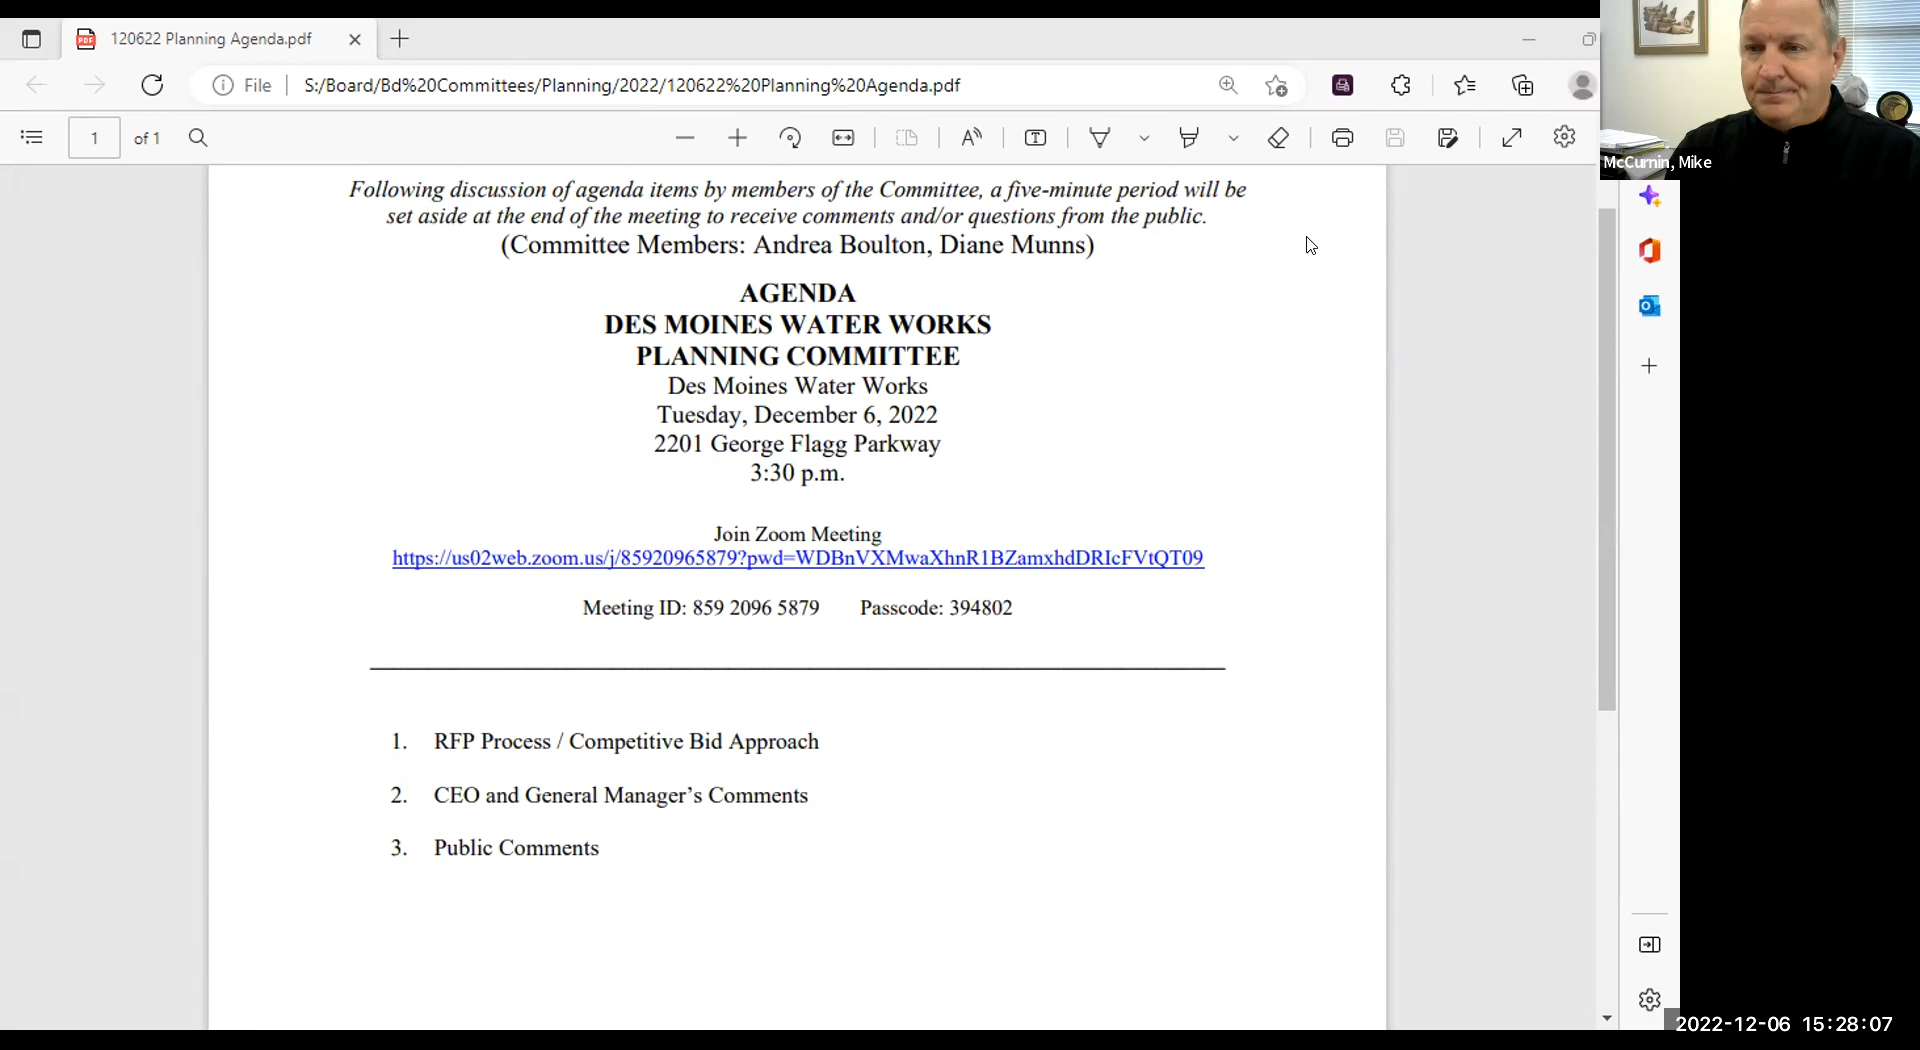 120622 Planning Agenda.pdf
File
S:/Board/Bd%20Committees/Planning/2022/120622%20Planning%20Agenda.pdf
1 of 1
McCurnin, Mike
Following discussion of agenda items by members of the Committee, a five-minute period will be
set aside at the end of the meeting to receive comments and/or questions from the public.
(Committee Members: Andrea Boulton, Diane Munns)
AGENDA
DES MOINES WATER WORKS
PLANNING COMMITTEE
Des Moines Water Works
Tuesday, December 6, 2022
2201 George Flagg Parkway
3:30 p.m.
Join Zoom Meeting
https://us02web.zoom.us/j/85920965879?pwd=WDBnVXMwaXhnR1BZamxhdDRIcFVtQT09
Meeting ID: 859 2096 5879 Passcode: 394802
1. RFP Process / Competitive Bid Approach
2. CEO and General Manager’s Comments
3. Public Comments
2022-12-06 15:28:07